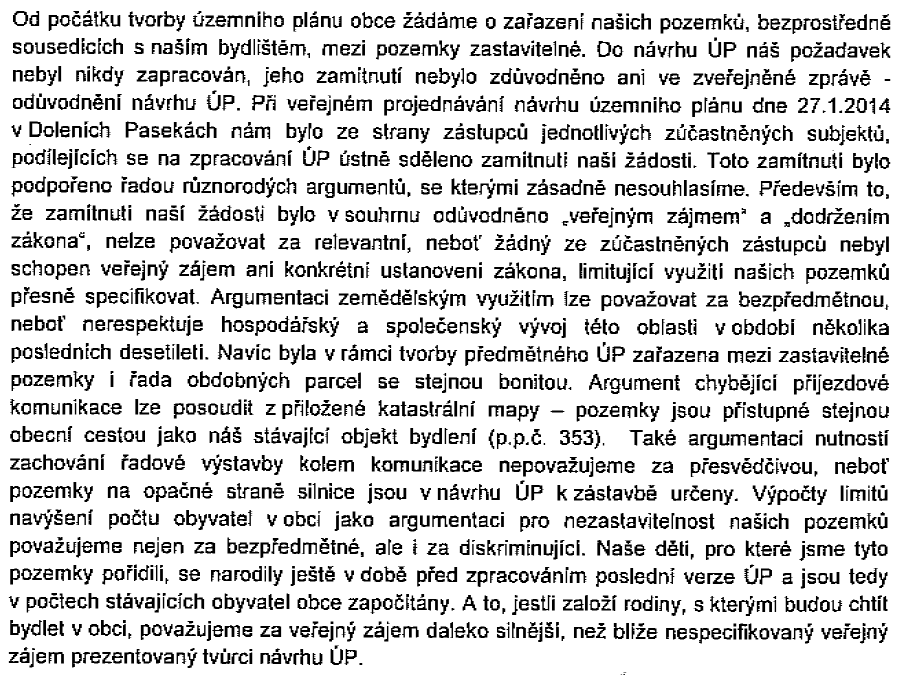 Od počátku tvorby územního plánu obce žádáme o zařazení našich pozemků, bezprostředně
sousedících s naším bydlištěm, mezi pozemky zastavitelné. Do návrhu ÚP náš požadavek
nebyl nikdy zapracován, jeho zamítnutí nebylo zdůvodněno ani ve zveřejněné zprávě -
odůvodnění návrhu ÚP. Při veřejném projednávání návrhu územního plánu dne 27.1.2014
v Doleních Pasekách nám bylo ze strany zástupců jednotlivých zúčastněných subjektů,
podílejících se na zpracování ÚP ústně sděleno zamítnutí naší žádosti. Toto zamítnutí bylo
podpořeno řadou různorodých argumentů, se kterými zásadně nesouhlasíme. Především to,
že zamítnutí naší žádosti bylo v souhrnu odůvodněno „veřejným zájmem“ a „dodržením
zákona“, nelze považovat za relevantní, neboť žádný ze zúčastněných zástupců nebyl
schopen veřejný zájem ani konkrétní ustanovení zákona, limitující využití našich pozemků
přesně specifikovat. Argumentaci zemědělským využitím lze považovat za bezpředmětnou,
neboť nerespektuje hospodářský a společenský vývoj této oblasti v období několika
posledních desetiletí. Navíc byla v rámci tvorby předmětného ÚP zařazena mezi zastavitelné
pozemky i řada obdobných parcel se stejnou bonitou. Argument chybějící příjezdové
komunikace lze posoudit z přiložené katastrální mapy – pozemky jsou přístupné stejnou
obecní cestou jako náš stávající objekt bydlení (p.p.č. 353). Také argumentaci nutností
zachování řadové výstavby kolem komunikace nepovažujeme za přesvědčivou, neboť
pozemky na opačné straně silnice jsou v návrhu ÚP k zástavbě určeny. Výpočty limitů
navýšení počtu obyvatel v obci jako argumentaci pro nezastavitelnost našich pozemků
považujeme nejen za bezpředmětné, ale i za diskriminující. Naše děti, pro které jsme tyto
pozemky pořídili, se narodily ještě v době před zpracováním poslední verze ÚP a jsou tedy
v počtech stávajících obyvatel obce započítány. A to, jestli založí rodiny, s kterými budou chtít
bydlet v obci, považujeme za veřejný zájem daleko silnější, než blíže nespecifikovaný veřejný
zájem prezentovaný tvůrci návrhu ÚP.